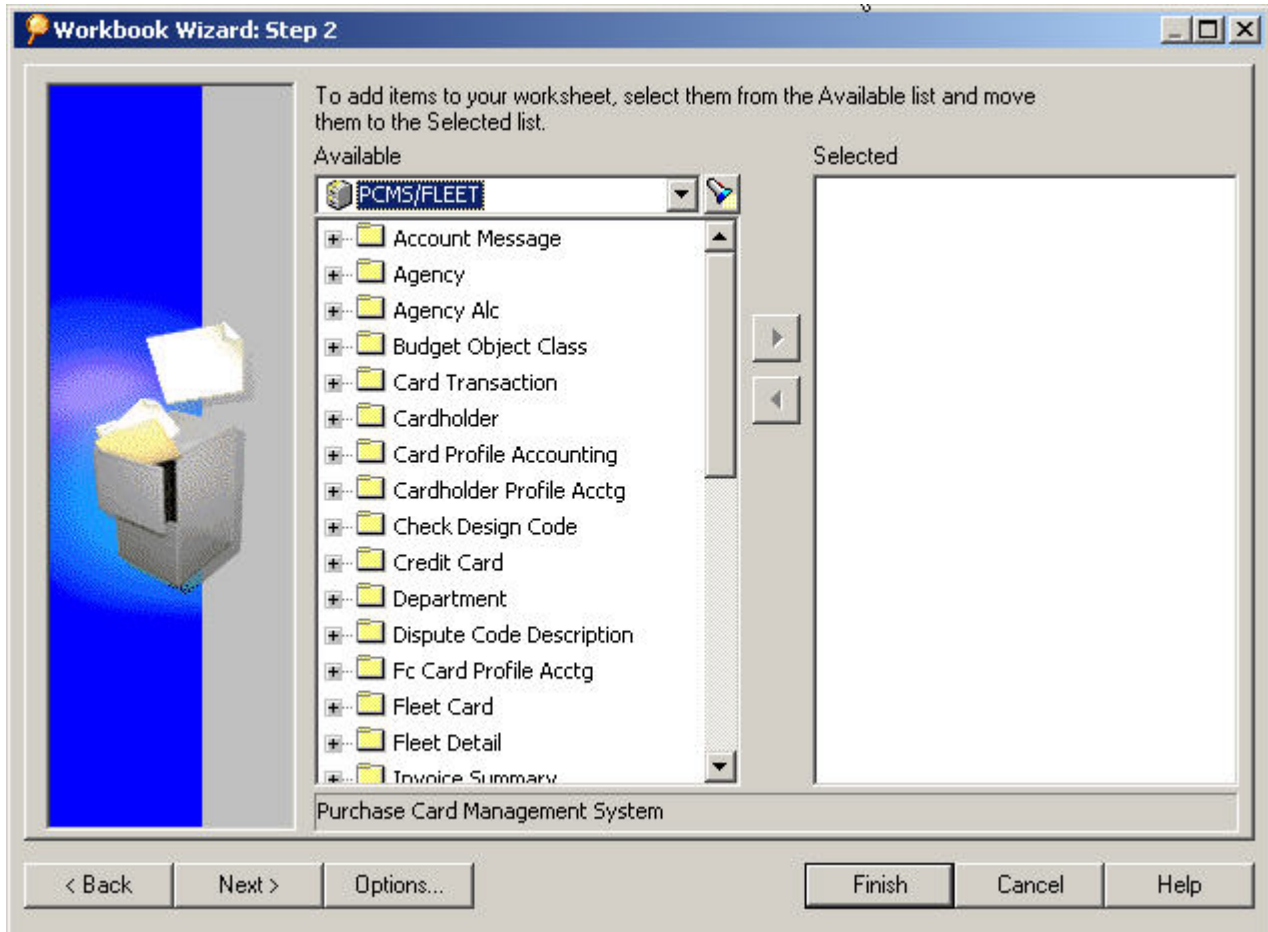 Workbook Wizard: Step 2
To add items to your worksheet, select them from the Available list and move
them to the Selected list.
Available
Selected
PCMS/FLEET
Account Message
Agency
Agency Alc
Budget Object Class
Card Transaction
Cardholder
Card Profile Accounting
Cardholder Profile Acctg
Check Design Code
Credit Card
Department
Dispute Code Description
Fc Card Profile Acctg
Fleet Card
Fleet Detail
Invoice Summary
Purchase Card Management System
< Back
Next >
Options...
Finish
Cancel
Help